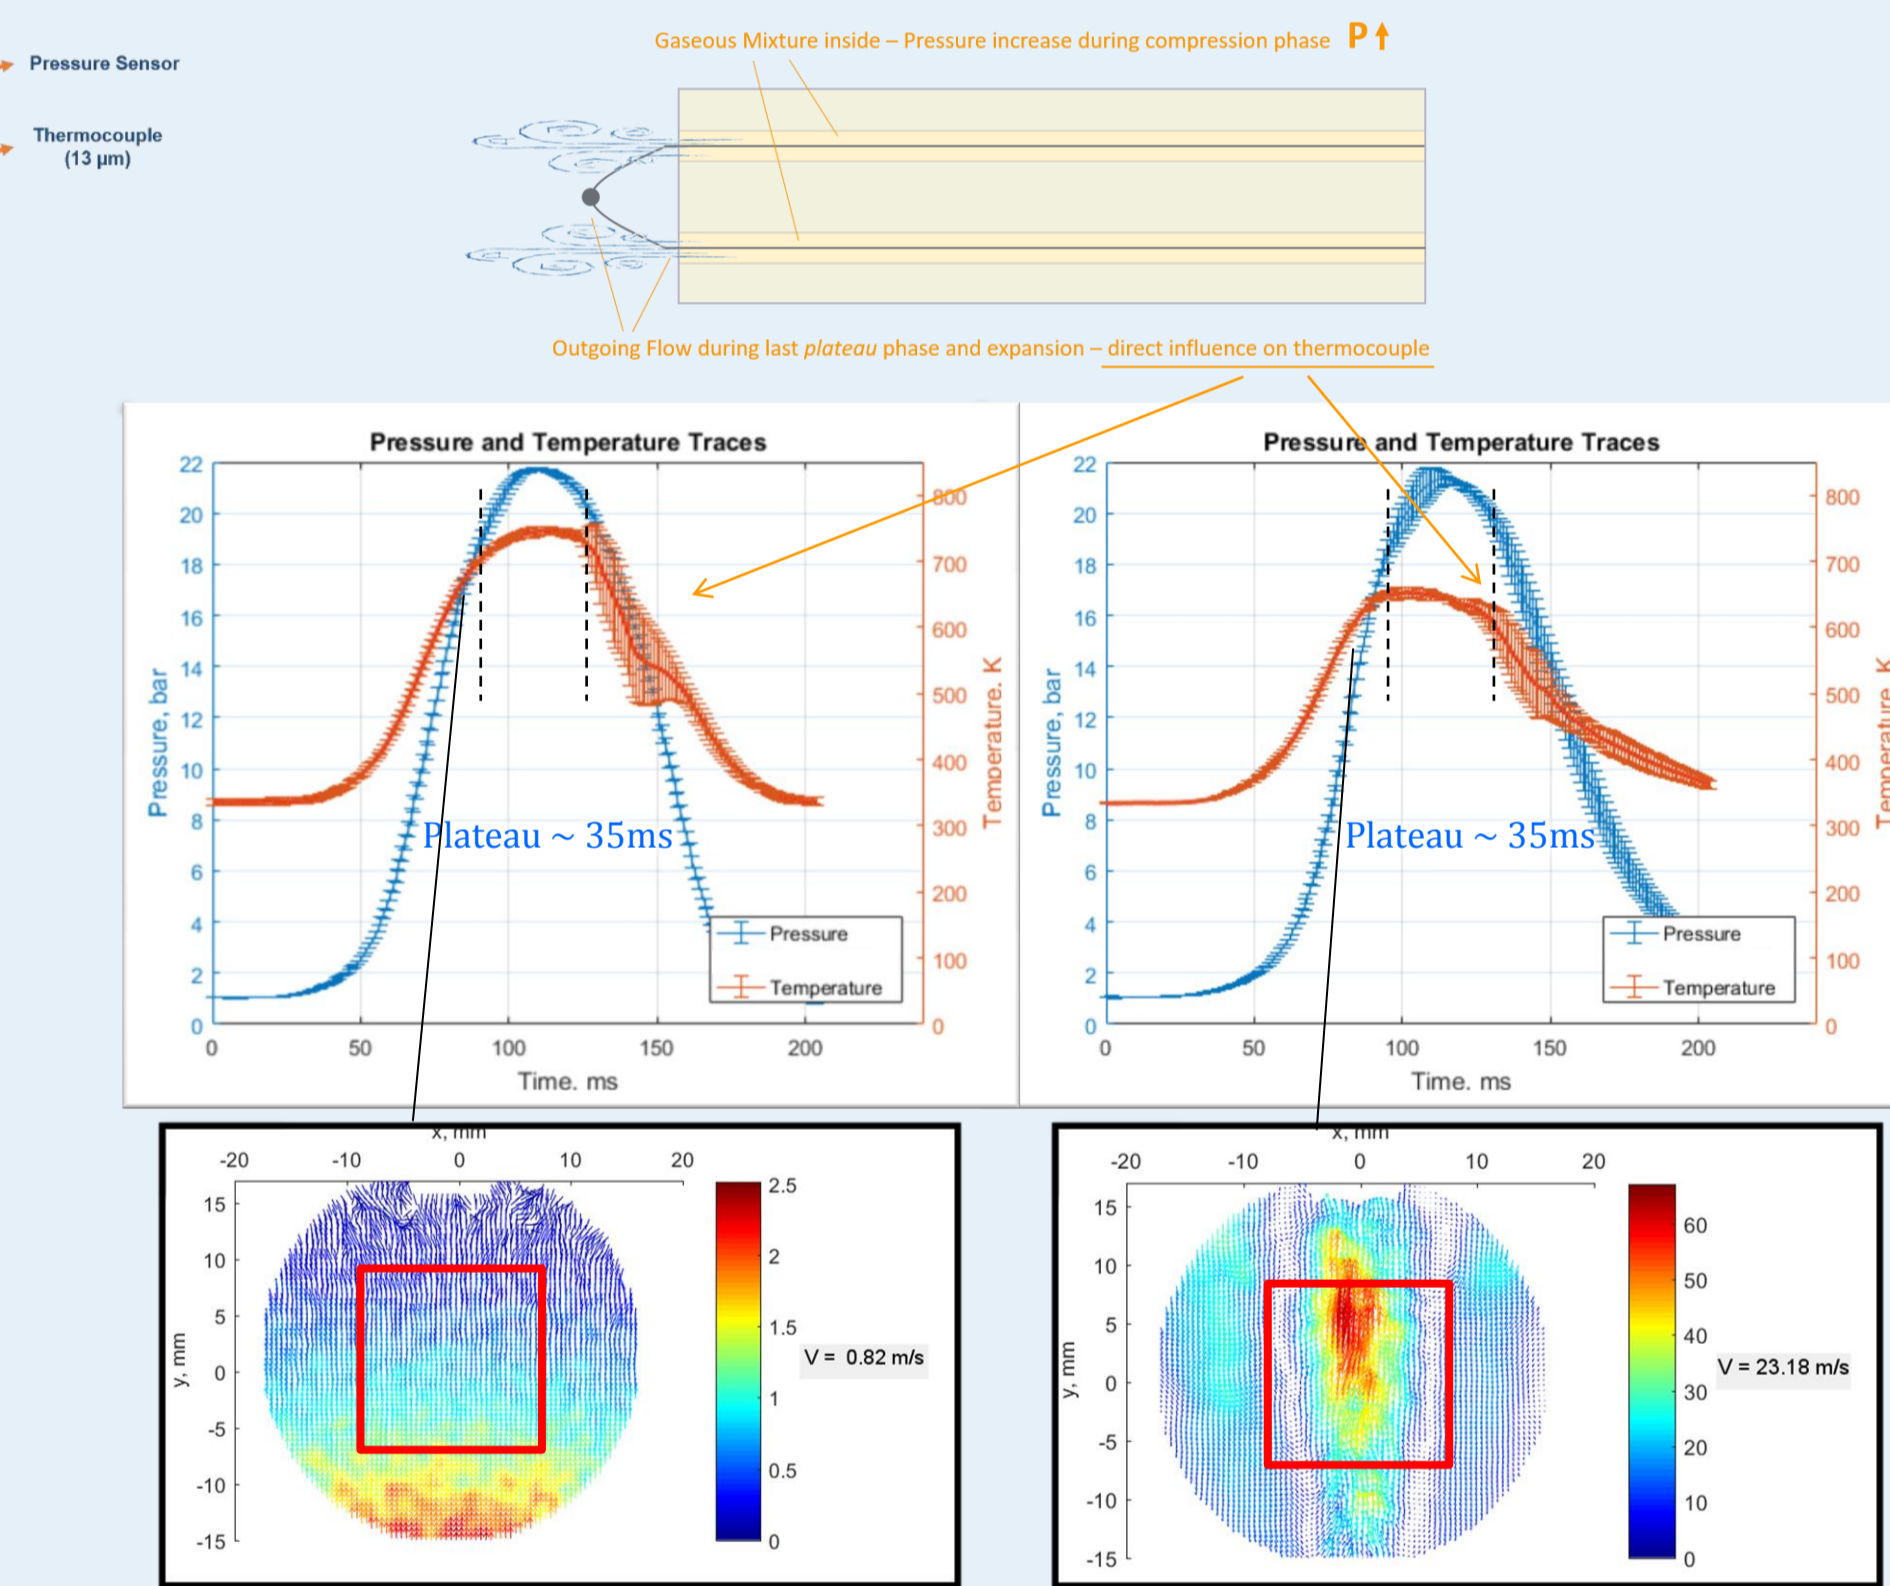 Gaseous Mixture inside – Pressure increase during compression phase P
Pressure Sensor
Thermocouple
(13 µm)
Outgoing Flow during last plateau phase and expansion – direct influence on thermocouple
Pressure and Temperature Traces
22
20
18
16
14
12
10
8
6
4
2
0
Pressure, bar
800
700
600
500
400
300
200
100
0
Temperature. K
Plateau ~ 35ms
Pressure
Temperature
0 50 100 150 200
Time. ms
Pressure and Temperature Traces
22
20
18
16
14
12
10
8
6
4
2
0
Pressure, bar
800
700
600
500
400
300
200
100
0
Temperature. K
Plateau ~ 35ms
Pressure
Temperature
0 50 100 150 200
Time. ms
x, mm
-20 -10 0 10 20
15
10
5
0
-5
-10
-15
y, mm
2.5
2
1.5
1
0.5
0
V = 0.82 m/s
x, mm
-20 -10 0 10 20
15
10
5
0
-5
-10
-15
y, mm
60
50
40
30
20
10
0
V = 23.18 m/s